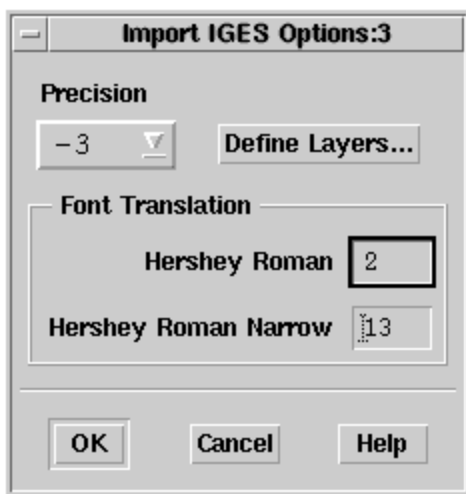 Import IGES Options:3
Precision
-3 Define Layers...
Font Translation
Hershey Roman 2
Hershey Roman Narrow 13
OK Cancel Help